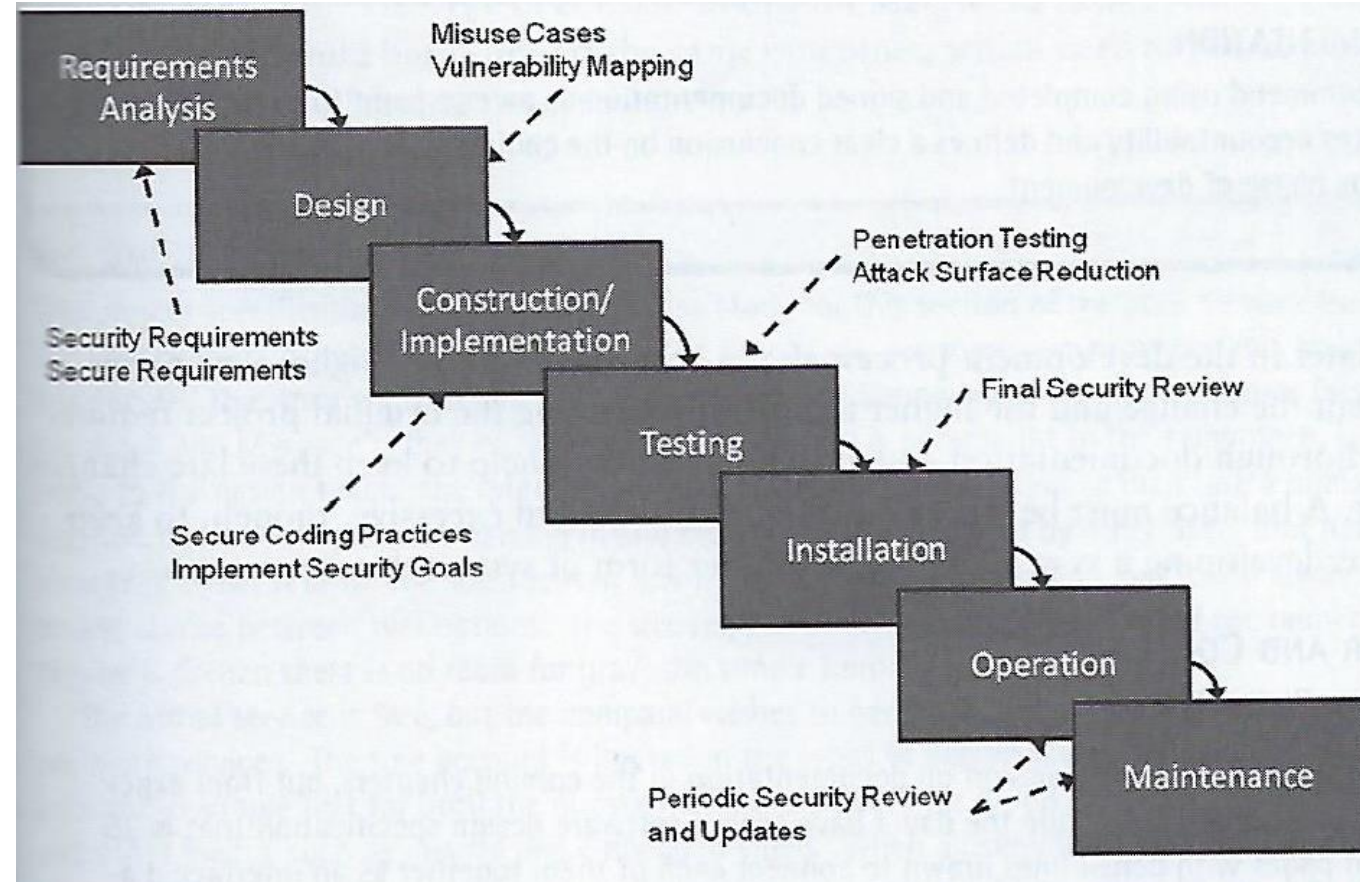 Requirements
Analysis
Misuse Cases
Vulnerability Mapping
Design
Penetration Testing
Attack Surface Reduction
Construction/
Implementation
Security Requirements
Secure Requirements
Final Security Review
Testing
Secure Coding Practices
Implement Security Goals
Installation
Operation
Periodic Security Review
and Updates
Maintenance